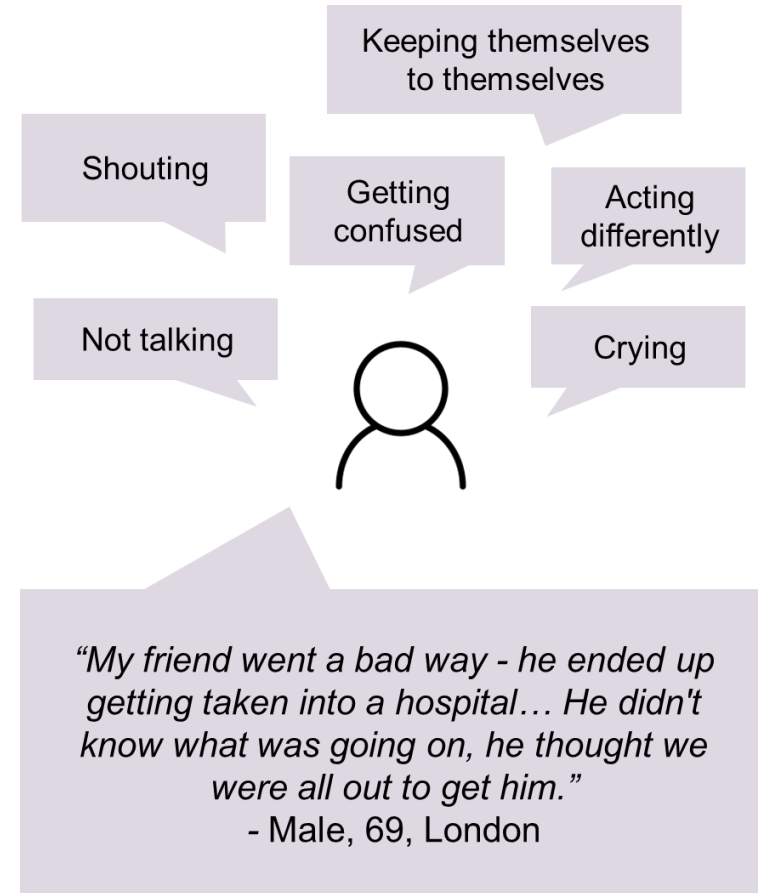 Keeping themselves
to themselves
Shouting
Getting
confused
Acting
differently
Not talking
Crying
“My friend went a bad way - he ended up
getting taken into a hospital… He didn't
know what was going on, he thought we
were all out to get him.”
- Male, 69, London